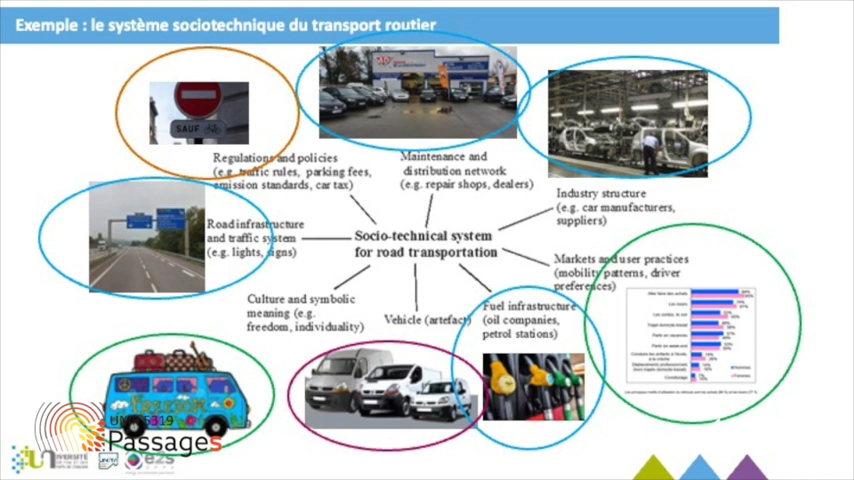 Exemple : le système sociotechnique du transport routier
SAUF
Regulations and policies
(e.g. traffic rules, parking fees,
emission standards, car tax)
Maintenance and
distribution network
(e.g. repair shops, dealers)
Industry structure
(e.g. car manufacturers,
suppliers)
Road infrastructure
and traffic system
(e.g. lights, signs)
Socio-technical system
for road transportation
Markets and user practices
(mobility patterns, driver
preferences)
Culture and symbolic
meaning (e.g.
freedom, individuality)
Vehicle (artefact)
Fuel infrastructure
(oil companies,
petrol stations)
FREEDOM
5319
Passages
UNIVERSITÉ
e2s